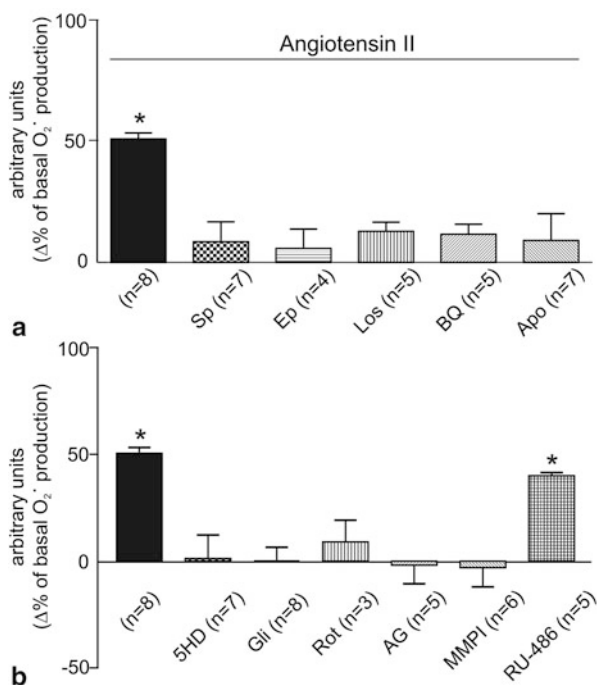 100
Angiotensin II
arbitrary units
(Δ% of basal O₂˙ production)
*
50
0
(n=8)
Sp (n=7)
Ep (n=4)
Los (n=5)
BQ (n=5)
Apo (n=7)
a
100
arbitrary units
(Δ% of basal O₂˙ production)
*
*
50
0
-50
(n=8)
5HD (n=7)
Gli (n=8)
Rot (n=3)
AG (n=5)
MMPI (n=6)
RU-486 (n=5)
b